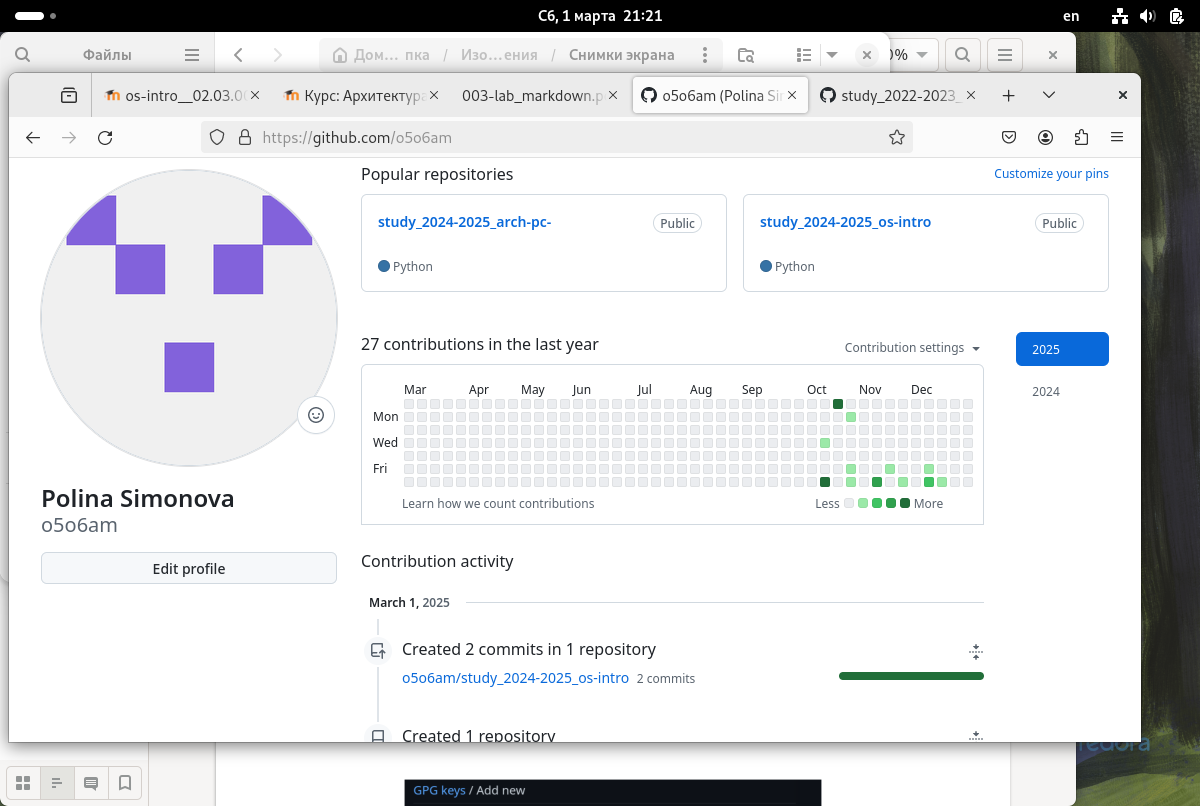 Сб, 1 марта 21:21
en
Файлы
Дом… пка / Изо…ения / Снимки экрана
0%
os-intro__02.03.0
Курс: Архитектура
003-lab_markdown.p
o5o6am (Polina Sim
study_2022-2023_
https://github.com/o5o6am
Popular repositories
Customize your pins
study_2024-2025_arch-pc-
Public
Python
study_2024-2025_os-intro
Public
Python
27 contributions in the last year
Contribution settings
2025
2024
Mar Apr May Jun Jul Aug Sep Oct Nov Dec
Mon
Wed
Fri
Learn how we count contributions
Less
More
Polina Simonova
o5o6am
Edit profile
Contribution activity
March 1, 2025
Created 2 commits in 1 repository
o5o6am/study_2024-2025_os-intro 2 commits
Created 1 repository
fedora
GPG keys / Add new